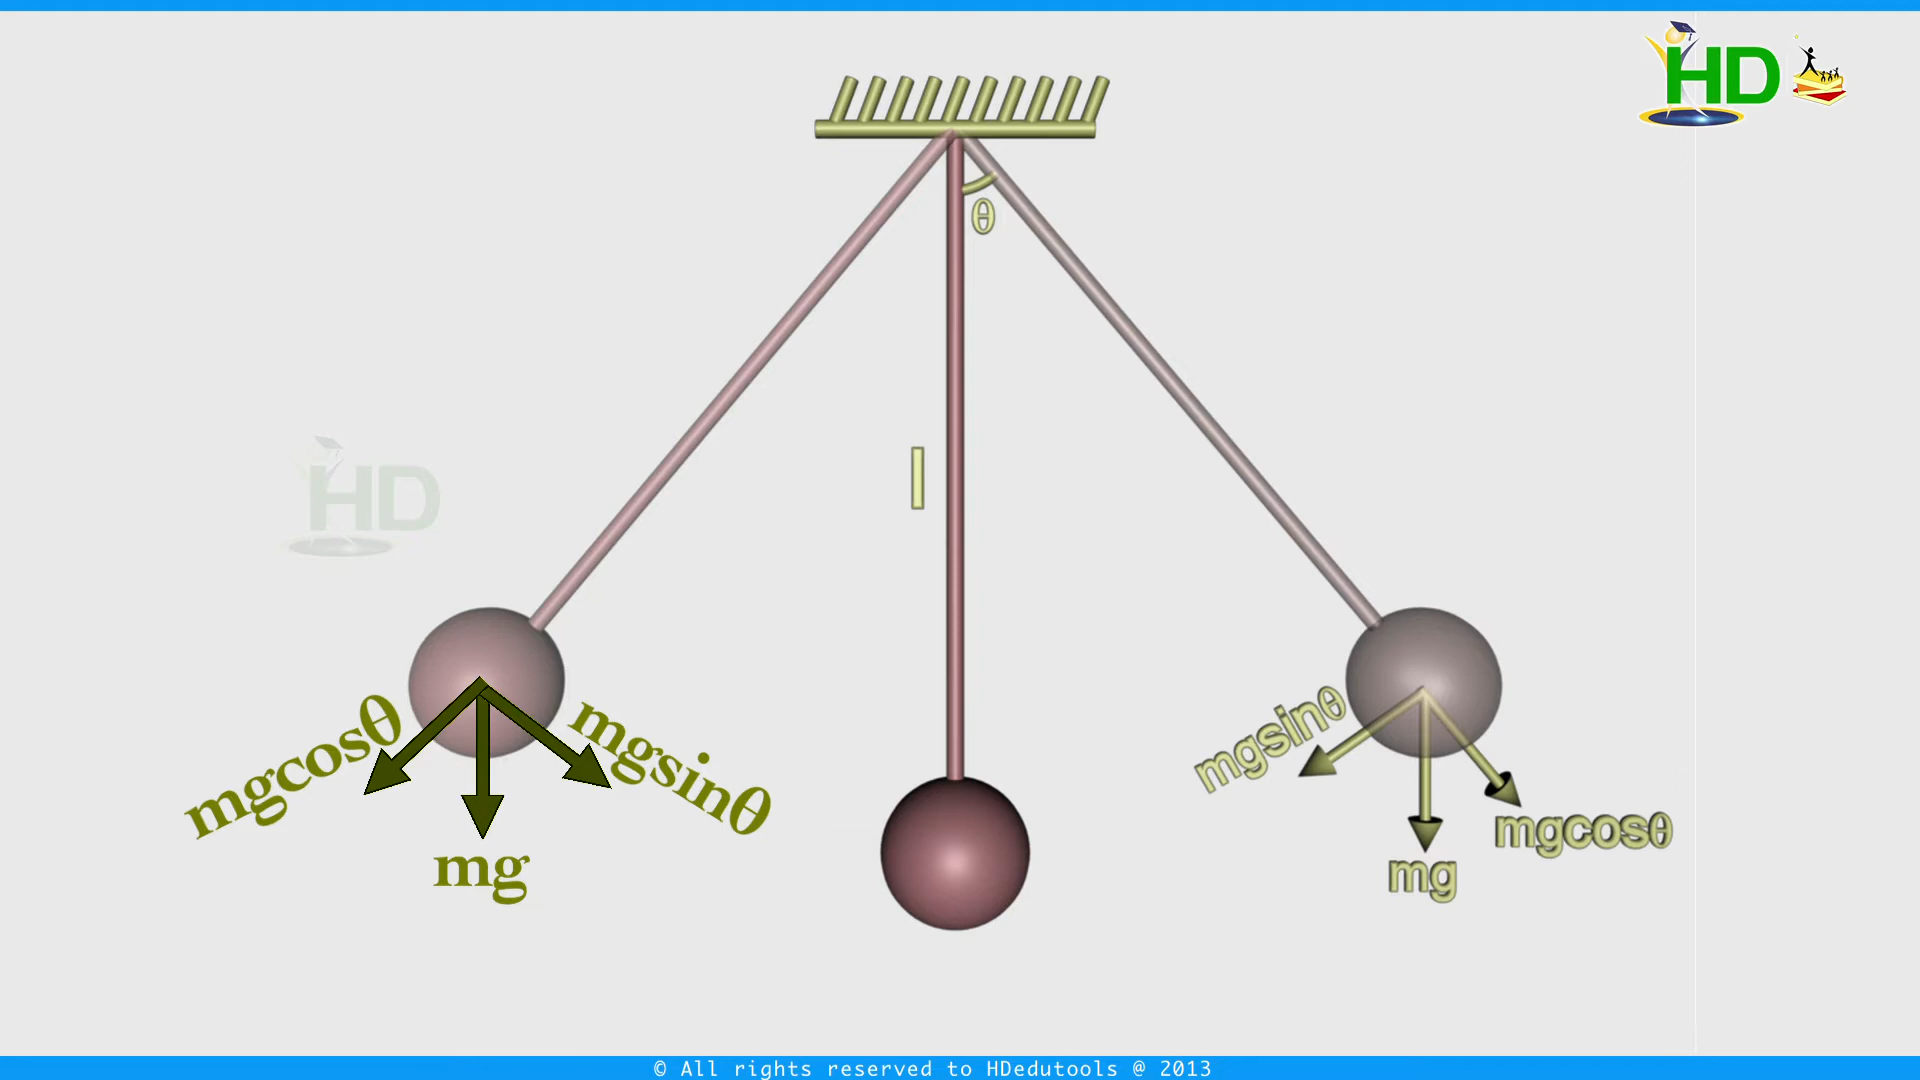 HD
θ
l
HD
mgcosθ
mgsinθ
mg
mgsinθ
mgcosθ
mg
© All rights reserved to HDedutools @ 2013